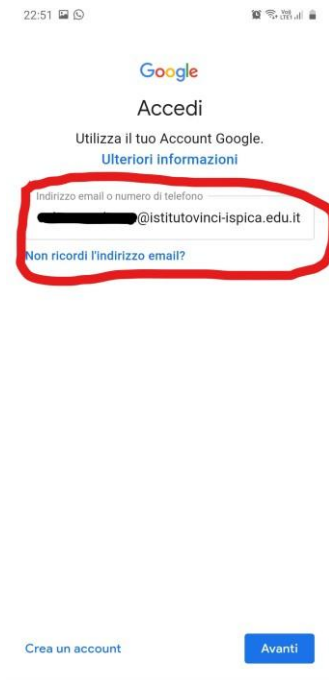 22:51
Google
Accedi
Utilizza il tuo Account Google.
Ulteriori informazioni
Indirizzo email o numero di telefono
@istitutovinci-ispica.edu.it
Non ricordi l'indirizzo email?
Crea un account
Avanti